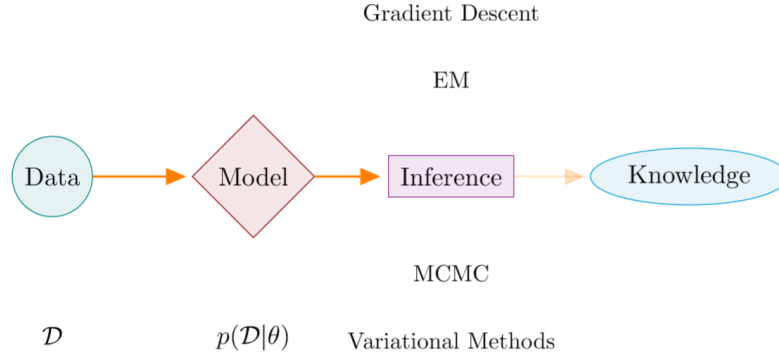 Gradient Descent
EM
Data
Model
Inference
Knowledge
MCMC
𝒟
p(𝒟|θ)
Variational Methods